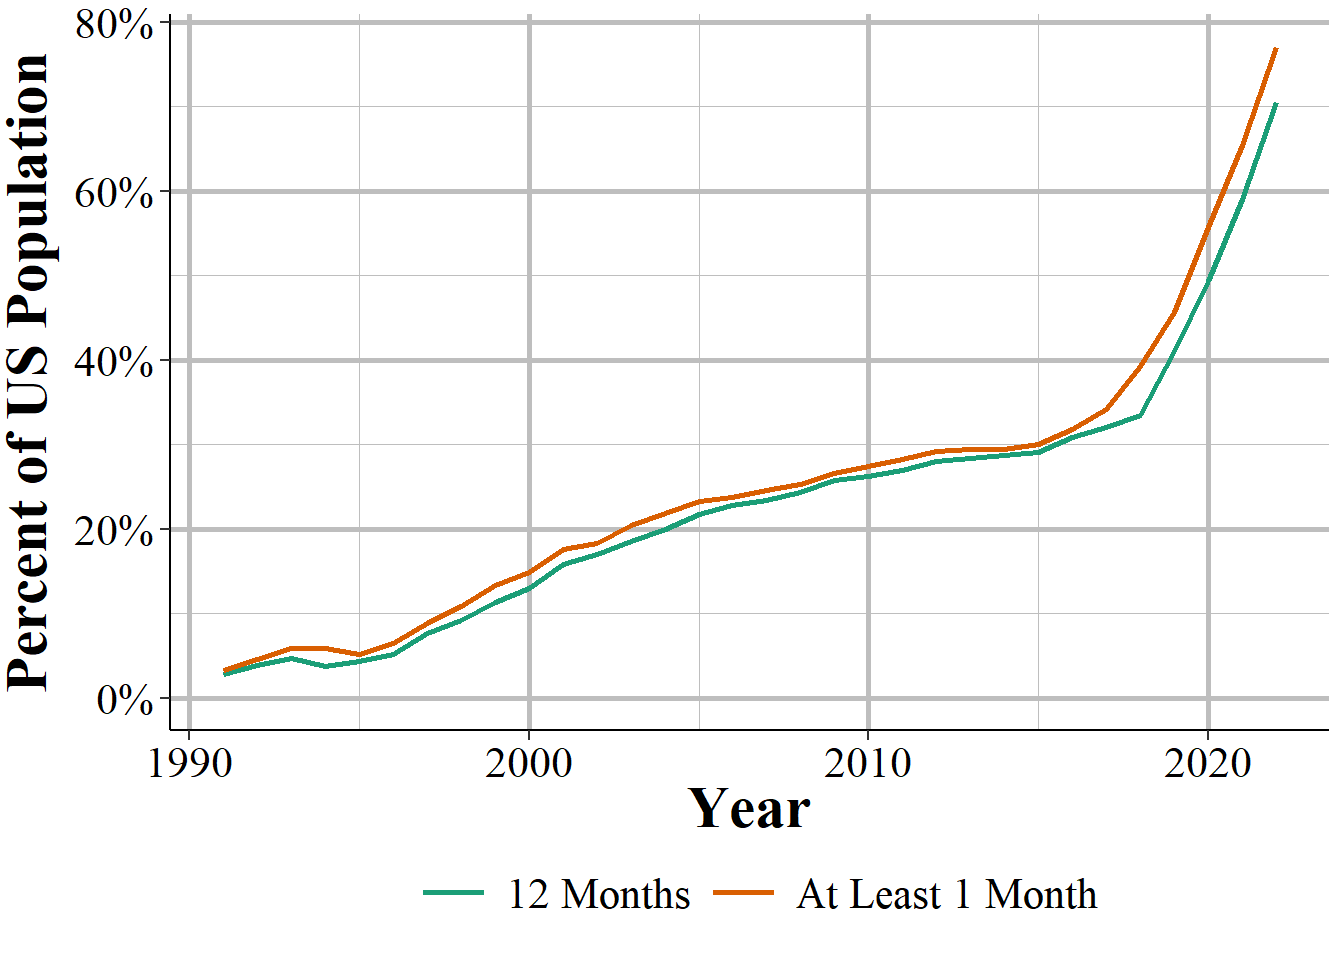 Percent of US Population
80%
60%
40%
20%
0%
1990 2000 2010 2020
Year
12 Months At Least 1 Month